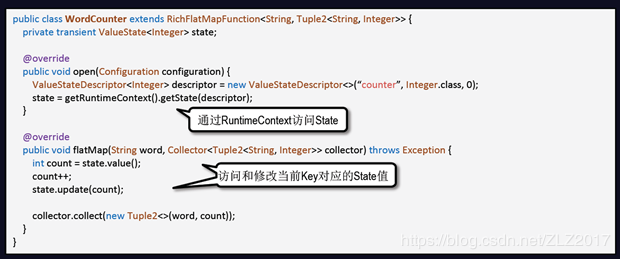 public class WordCounter extends RichFlatMapFunction<String, Tuple2<String, Integer>> {
private transient ValueState<Integer> state;
@override
public void open(Configuration configuration) {
ValueStateDescriptor<Integer> descriptor = new ValueStateDescriptor<>(“counter”, Integer.class, 0);
state = getRuntimeContext().getState(descriptor);
}
通过RuntimeContext访问State
@override
public void flatMap(String word, Collector<Tuple2<String, Integer>> collector) throws Exception {
int count = state.value();
count++;
state.update(count);
访问和修改当前Key对应的State值
collector.collect(new Tuple2<>(word, count));
}
}
https://blog.csdn.net/ZLZ2017